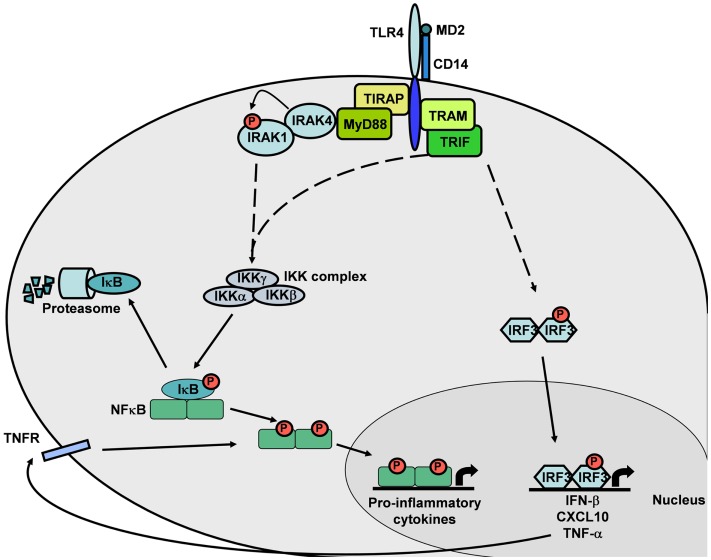 TLR4
MD2
CD14
TIRAP
MyD88
IRAK4
P
IRAK1
TRAM
TRIF
IKKγ
IKKα
IKKβ
IKK complex
IκB
Proteasome
P
IRF3
IRF3
IκB
P
NFκB
P
P
TNFR
P
P
Pro-inflammatory
cytokines
P
IRF3
IRF3
IFN-β
CXCL10
TNF-α
Nucleus